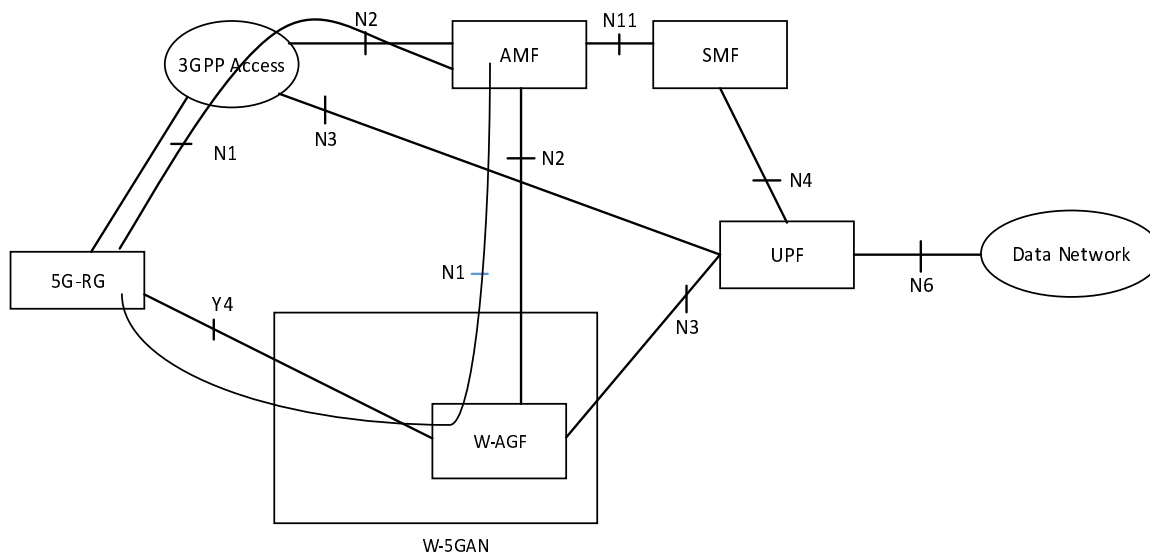 N2
N11
3GPP Access
AMF
SMF
N3
N1
N2
N4
5G-RG
UPF
Data Network
N1
N6
Y4
N3
W-AGF
W-5GAN